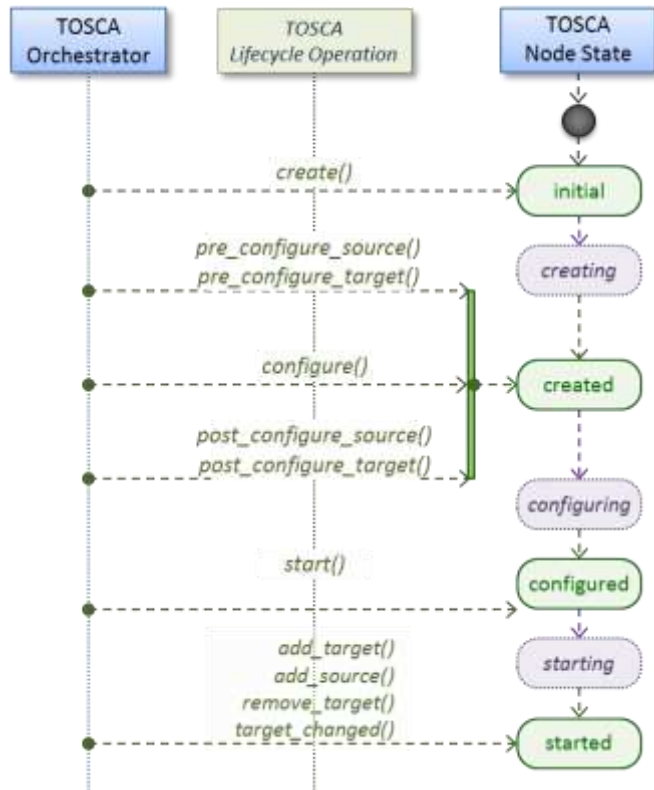 TOSCA
Orchestrator
TOSCA
Lifecycle Operation
TOSCA
Node State
create()
initial
pre_configure_source()
creating
pre_configure_target()
configure()
created
post_configure_source()
post_configure_target()
configuring
start()
configured
add_target()
starting
add_source()
remove_target()
target_changed()
started